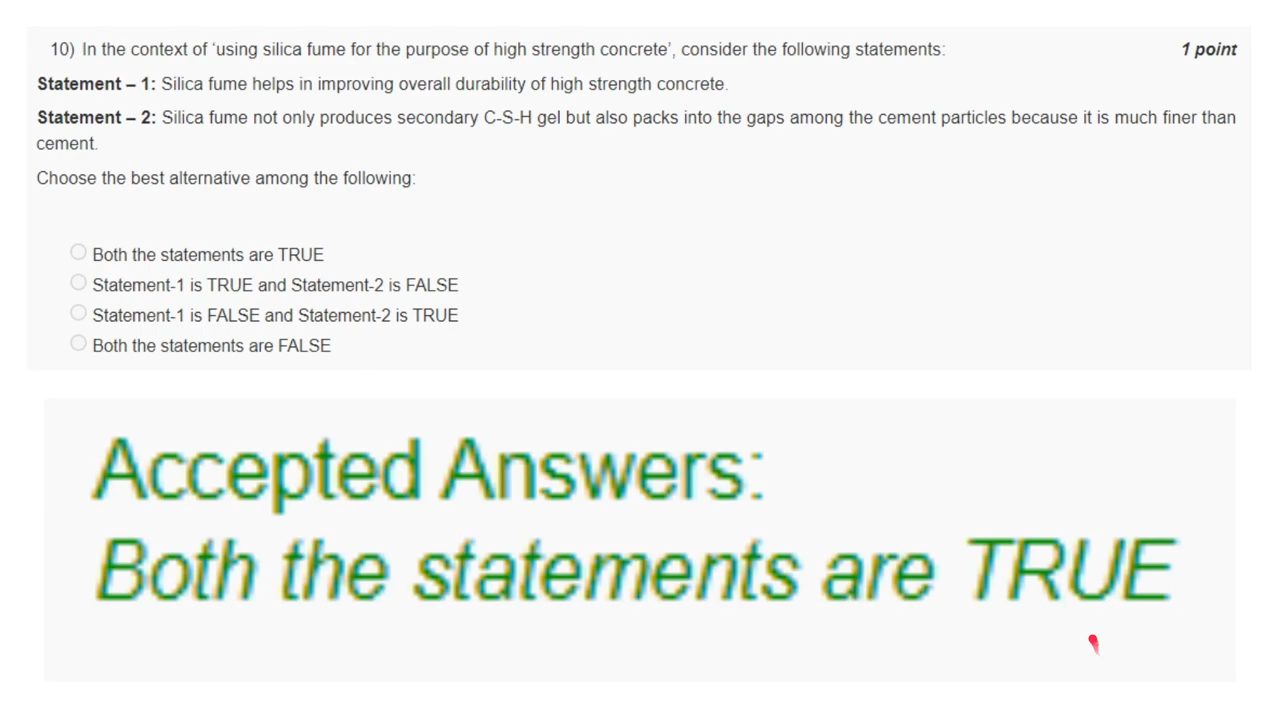 10) In the context of ‘using silica fume for the purpose of high strength concrete’, consider the following statements: 1 point
Statement – 1: Silica fume helps in improving overall durability of high strength concrete.
Statement – 2: Silica fume not only produces secondary C-S-H gel but also packs into the gaps among the cement particles because it is much finer than
cement.
Choose the best alternative among the following:
Both the statements are TRUE
Statement-1 is TRUE and Statement-2 is FALSE
Statement-1 is FALSE and Statement-2 is TRUE
Both the statements are FALSE
Accepted Answers:
Both the statements are TRUE